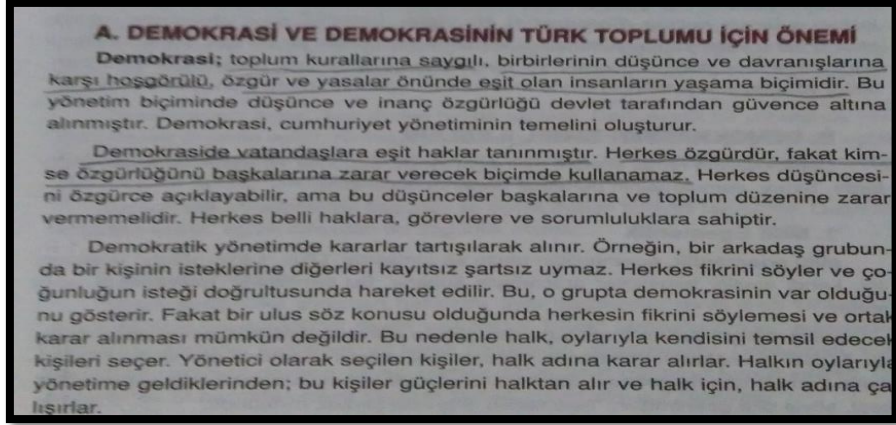 A. DEMOKRASİ VE DEMOKRASİNİN TÜRK TOPLUMU İÇİN ÖNEMİ
Demokrasi; toplum kurallarına saygılı, birbirlerinin düşünce ve davranışlarına
karşı hoşgörülü, özgür ve yasalar önünde eşit olan insanların yaşama biçimidir. Bu
yönetim biçiminde düşünce ve inanç özgürlüğü devlet tarafından güvence altına
alınmıştır. Demokrasi, cumhuriyet yönetiminin temelini oluşturur.
Demokraside vatandaşlara eşit haklar tanınmıştır. Herkes özgürdür, fakat kim-
se özgürlüğünü başkalarına zarar verecek biçimde kullanamaz. Herkes düşüncesi-
ni özgürce açıklayabilir, ama bu düşünceler başkalarına ve toplum düzenine zarar
vermemelidir. Herkes belli haklara, görevlere ve sorumluluklara sahiptir.
Demokratik yönetimde kararlar tartışılarak alınır. Örneğin, bir arkadaş grubun-
da bir kişinin isteklerine diğerleri kayıtsız şartsız uymaz. Herkes fikrini söyler ve ço-
ğunluğun isteği doğrultusunda hareket edilir. Bu, o grupta demokrasinin var olduğu-
nu gösterir. Fakat bir ulus söz konusu olduğunda herkesin fikrini söylemesi ve ortak
karar alınması mümkün değildir. Bu nedenle halk, oylarıyla kendisini temsil edecek
kişileri seçer. Yönetici olarak seçilen kişiler, halk adına karar alırlar. Halkın oylarıyla
yönetime geldiklerinden; bu kişiler güçlerini halktan alır ve halk için, halk adına ça
lışırlar.